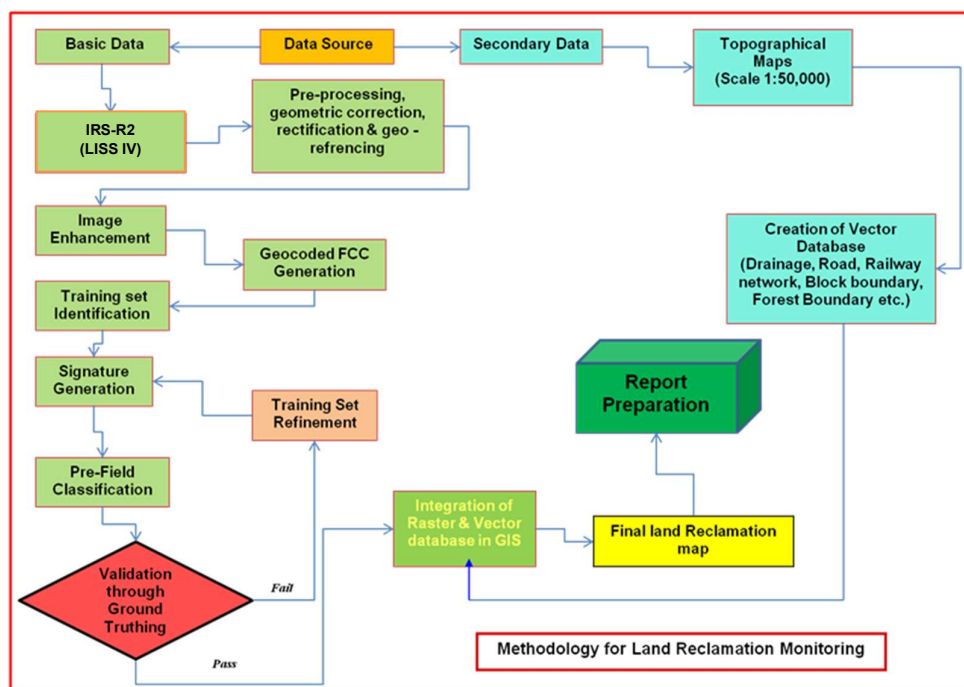 Basic Data
Data Source
Secondary Data
Topographical
Maps
(Scale 1:50,000)
IRS-R2
(LISS IV)
Pre-processing,
geometric correction,
rectification & geo -
refrencing
Image
Enhancement
Geocoded FCC
Generation
Creation of Vector
Database
(Drainage, Road, Railway
network, Block boundary,
Forest Boundary etc.)
Training set
Identification
Signature
Generation
Training Set
Refinement
Report
Preparation
Pre-Field
Classification
Integration of
Raster & Vector
database in GIS
Final land Reclamation
map
Validation
through
Ground
Truthing
Fail
Pass
Methodology for Land Reclamation Monitoring